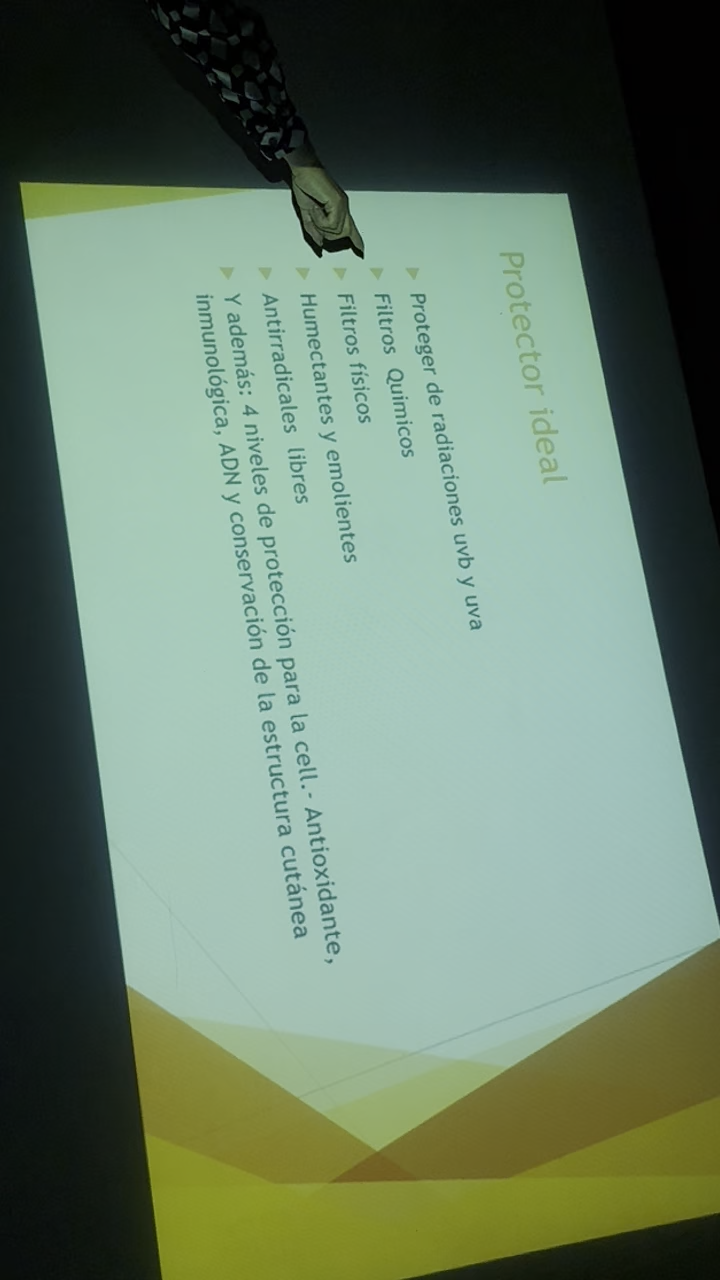 Protector ideal
Proteger de radiaciones uvb y uva
Filtros Quimicos
Filtros físicos
Humectantes y emolientes
Antirradicales libres
Y además: 4 niveles de protección para la cell.- Antioxidante,
inmunológica, ADN y conservación de la estructura cutánea